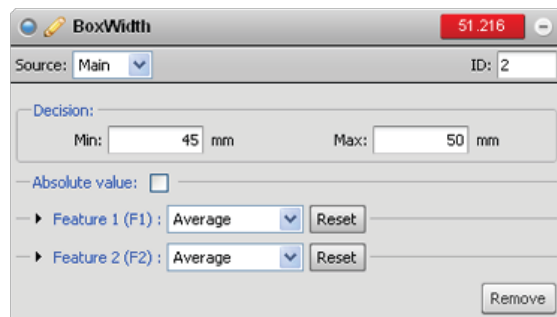 BoxWidth 51.216
Source: Main ID: 2
Decision:
Min: 45 mm Max: 50 mm
Absolute value:
Feature 1 (F1) : Average Reset
Feature 2 (F2) : Average Reset
Remove